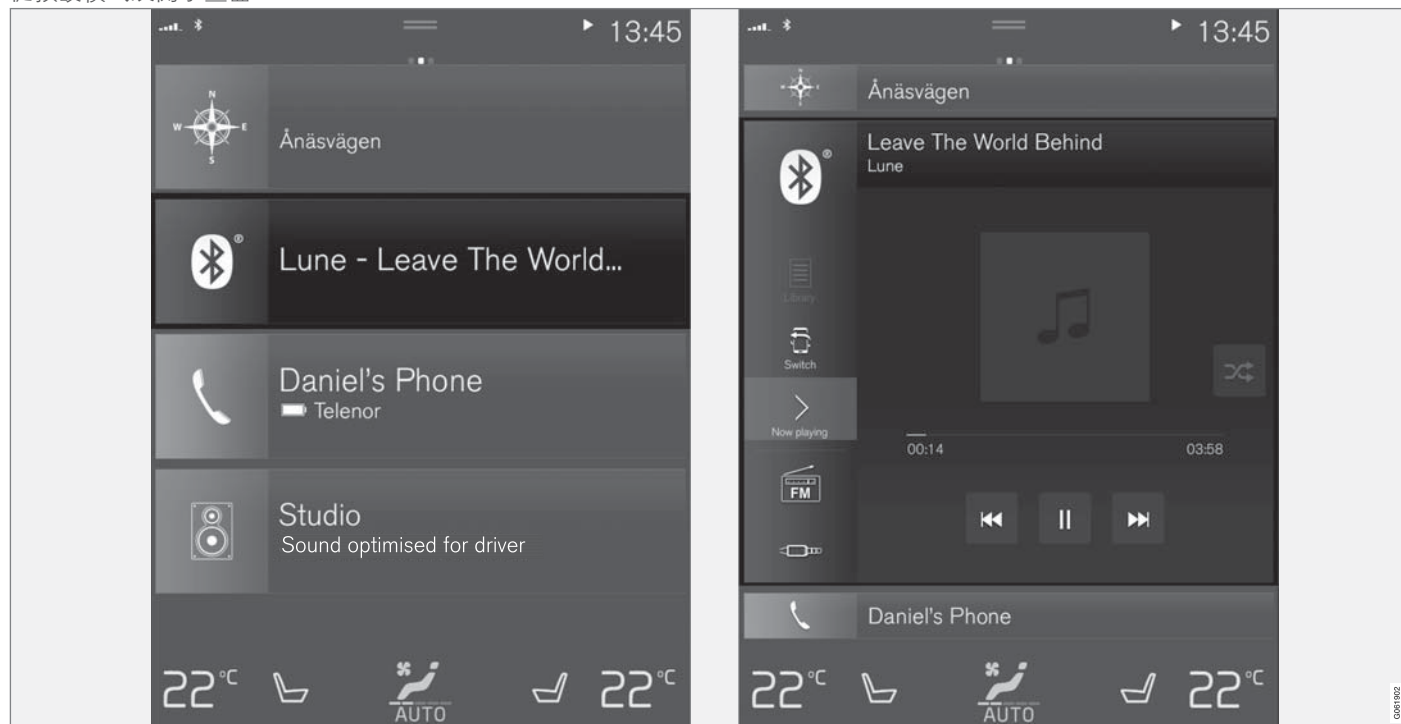 13:45
N
W E
S
Ånäsvägen
®
Lune - Leave The World...
Daniel's Phone
Telenor
Studio
Sound optimised for driver
22°C
AUTO
22°C
13:45
Ånäsvägen
®
Leave The World Behind
Lune
Library
Switch
Now playing
00:14
03:58
FM
Daniel's Phone
22°C
AUTO
22°C
G061902